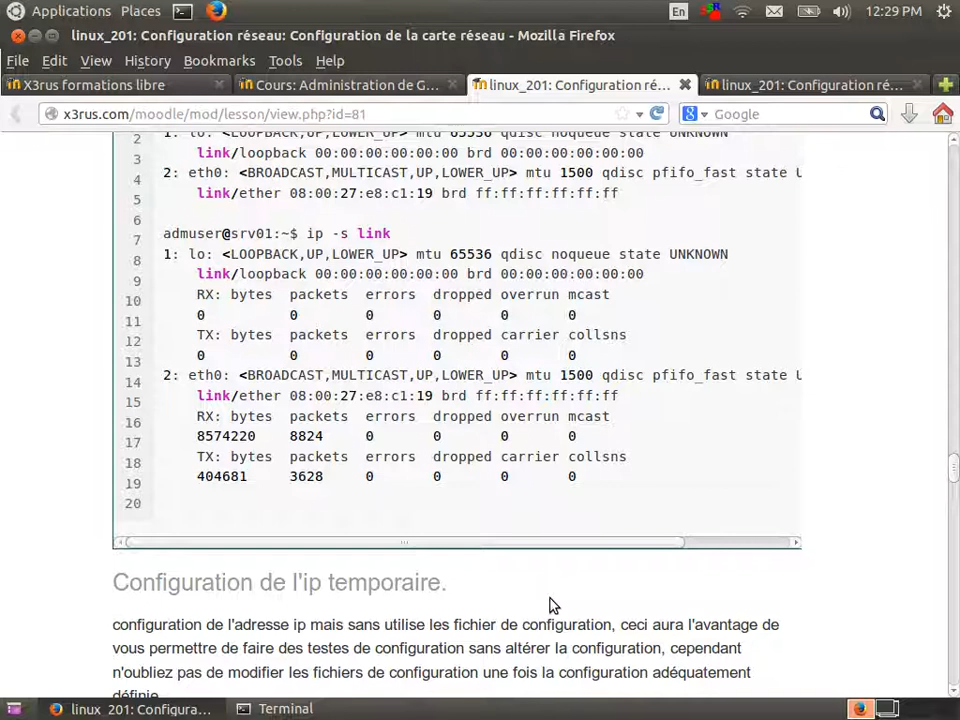 Applications Places En 12:29 PM
linux_201: Configuration réseau: Configuration de la carte réseau - Mozilla Firefox
File Edit View History Bookmarks Tools Help
X3rus formations libre Cours: Administration de G... linux_201: Configuration ré... linux_201: Configuration ré...
x3rus.com/moodle/mod/lesson/view.php?id=81 Google
2 1: lo: <LOOPBACK,UP,LOWER_UP> mtu 65536 qdisc noqueue state UNKNOWN
3 link/loopback 00:00:00:00:00:00 brd 00:00:00:00:00:00
4 2: eth0: <BROADCAST,MULTICAST,UP,LOWER_UP> mtu 1500 qdisc pfifo_fast state U
5 link/ether 08:00:27:e8:c1:19 brd ff:ff:ff:ff:ff:ff
6
7 admuser@srv01:~$ ip -s link
8 1: lo: <LOOPBACK,UP,LOWER_UP> mtu 65536 qdisc noqueue state UNKNOWN
9 link/loopback 00:00:00:00:00:00 brd 00:00:00:00:00:00
10 RX: bytes packets errors dropped overrun mcast
11 0 0 0 0 0 0
12 TX: bytes packets errors dropped carrier collsns
13 0 0 0 0 0 0
14 2: eth0: <BROADCAST,MULTICAST,UP,LOWER_UP> mtu 1500 qdisc pfifo_fast state U
15 link/ether 08:00:27:e8:c1:19 brd ff:ff:ff:ff:ff:ff
16 RX: bytes packets errors dropped overrun mcast
17 8574220 8824 0 0 0 0
18 TX: bytes packets errors dropped carrier collsns
19 404681 3628 0 0 0 0
20
Configuration de l'ip temporaire.
configuration de l'adresse ip mais sans utilise les fichier de configuration, ceci aura l'avantage de
vous permettre de faire des testes de configuration sans altérer la configuration, cependant
n'oubliez pas de modifier les fichiers de configuration une fois la configuration adéquatement
définie
linux_201: Configura... Terminal